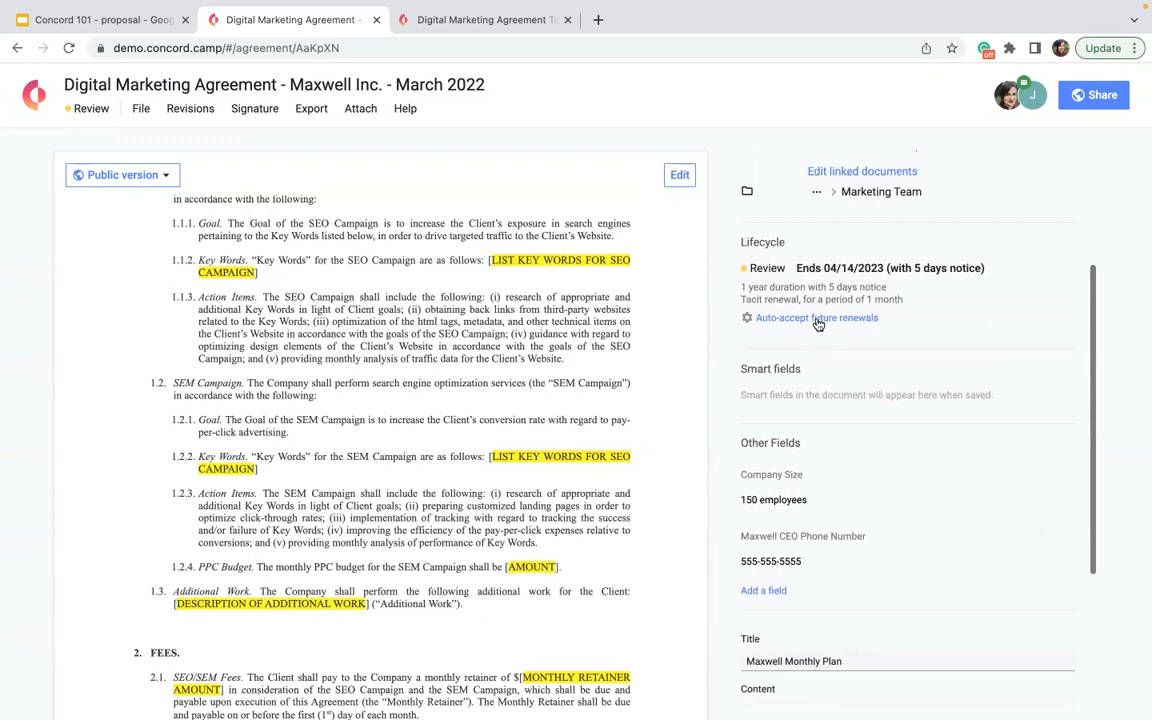 Concord 101 - proposal - Goog
Digital Marketing Agreement -
Digital Marketing Agreement Te
demo.concord.camp/#/agreement/AaKpXN
off
Update
Digital Marketing Agreement - Maxwell Inc. - March 2022
Review File Revisions Signature Export Attach Help
J
Share
Public version
Edit
in accordance with the following:
1.1.1. Goal. The Goal of the SEO Campaign is to increase the Client's exposure in search engines
pertaining to the Key Words listed below, in order to drive targeted traffic to the Client's Website.
1.1.2. Key Words. “Key Words” for the SEO Campaign are as follows: [LIST KEY WORDS FOR SEO
CAMPAIGN]
1.1.3. Action Items. The SEO Campaign shall include the following: (i) research of appropriate and
additional Key Words in light of Client goals; (ii) obtaining back links from third-party websites
related to the Key Words; (iii) optimization of the html tags, metadata, and other technical items on
the Client's Website in accordance with the goals of the SEO Campaign; (iv) guidance with regard to
optimizing design elements of the Client's Website in accordance with the goals of the SEO
Campaign; and (v) providing monthly analysis of traffic data for the Client's Website.
1.2. SEM Campaign. The Company shall perform search engine optimization services (the “SEM Campaign”)
in accordance with the following:
1.2.1. Goal. The Goal of the SEM Campaign is to increase the Client's conversion rate with regard to pay-
per-click advertising.
1.2.2. Key Words. “Key Words” for the SEM Campaign are as follows: [LIST KEY WORDS FOR SEO
CAMPAIGN]
1.2.3. Action Items. The SEM Campaign shall include the following: (i) research of appropriate and
additional Key Words in light of Client goals; (ii) preparing customized landing pages in order to
optimize click-through rates; (iii) implementation of tracking with regard to tracking the success
and/or failure of Key Words; (iv) improving the efficiency of the pay-per-click expenses relative to
conversions; and (v) providing monthly analysis of performance of Key Words.
1.2.4. PPC Budget. The monthly PPC budget for the SEM Campaign shall be [AMOUNT].
1.3. Additional Work. The Company shall perform the following additional work for the Client:
[DESCRIPTION OF ADDITIONAL WORK] (“Additional Work”).
2. FEES.
2.1. SEO/SEM Fees. The Client shall pay to the Company a monthly retainer of $[MONTHLY RETAINER
AMOUNT] in consideration of the SEO Campaign and the SEM Campaign, which shall be due and
payable upon execution of this Agreement (the “Monthly Retainer”). The Monthly Retainer shall be due
and payable on or before the first (1st) day of each month.
Edit linked documents
... > Marketing Team
Lifecycle
Review Ends 04/14/2023 (with 5 days notice)
1 year duration with 5 days notice
Tacit renewal, for a period of 1 month
Auto-accept future renewals
Smart fields
Smart fields in the document will appear here when saved.
Other Fields
Company Size
150 employees
Maxwell CEO Phone Number
555-555-5555
Add a field
Title
Maxwell Monthly Plan
Content